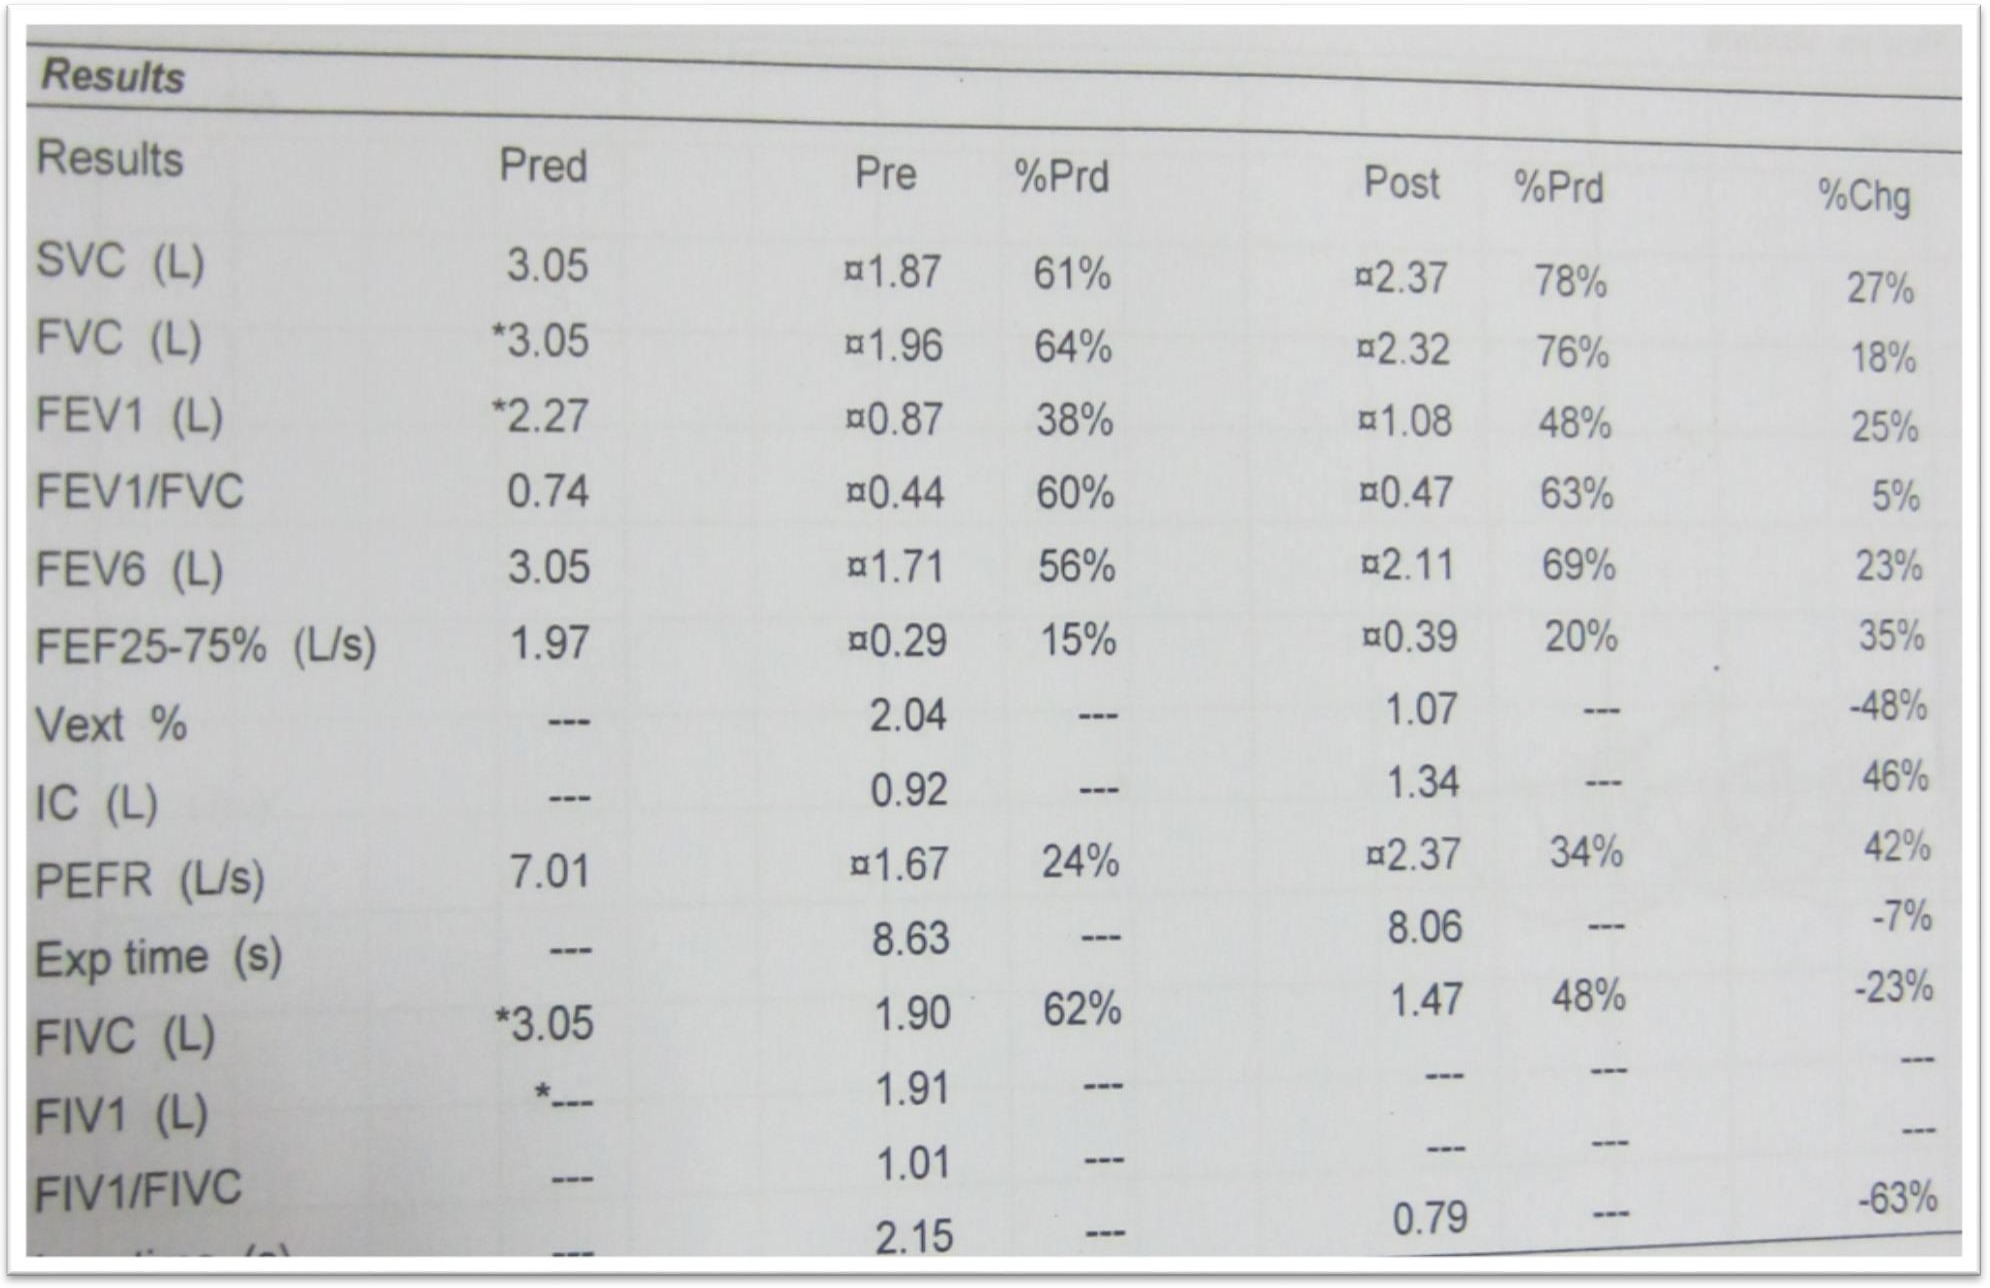 Results
Results Pred Pre %Prd Post %Prd %Chg
SVC (L) 3.05 ¤1.87 61% ¤2.37 78% 27%
FVC (L) *3.05 ¤1.96 64% ¤2.32 76% 18%
FEV1 (L) *2.27 ¤0.87 38% ¤1.08 48% 25%
FEV1/FVC 0.74 ¤0.44 60% ¤0.47 63% 5%
FEV6 (L) 3.05 ¤1.71 56% ¤2.11 69% 23%
FEF25-75% (L/s) 1.97 ¤0.29 15% ¤0.39 20% 35%
Vext % --- 2.04 --- 1.07 --- -48%
IC (L) --- 0.92 --- 1.34 --- 46%
PEFR (L/s) 7.01 ¤1.67 24% ¤2.37 34% 42%
Exp time (s) --- 8.63 --- 8.06 --- -7%
FIVC (L) *3.05 1.90 62% 1.47 48% -23%
FIV1 (L) *--- 1.91 --- --- --- ---
FIV1/FIVC --- 1.01 --- --- --- ---
--- 2.15 --- 0.79 --- -63%